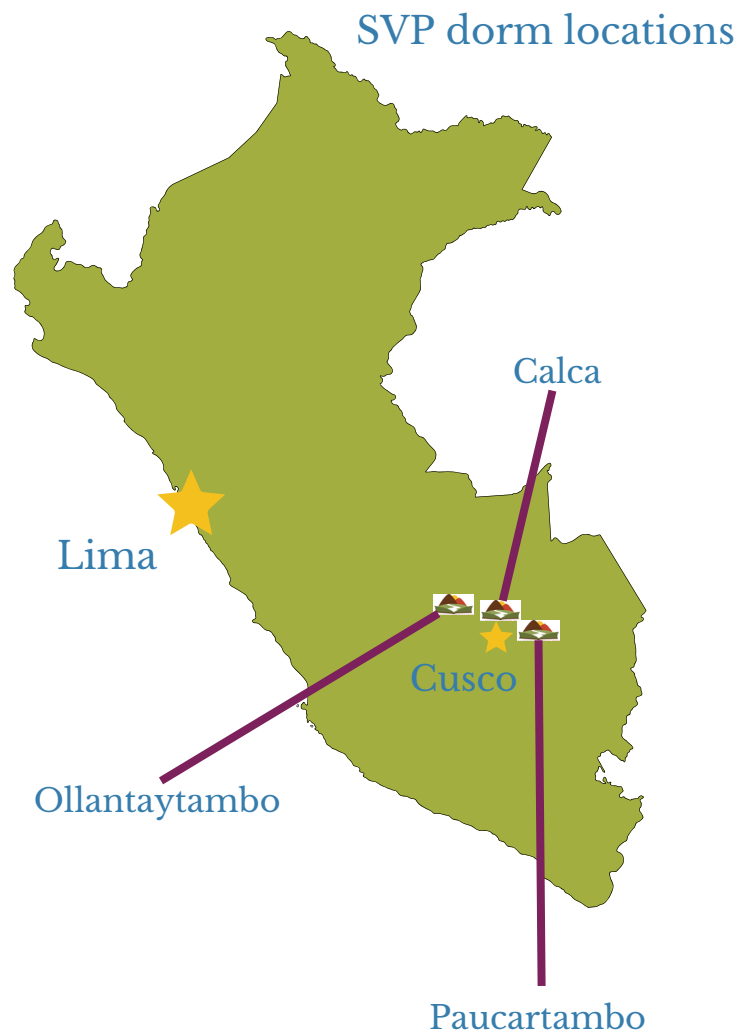 SVP dorm locations
Calca
Lima
Cusco
Ollantaytambo
Paucartambo